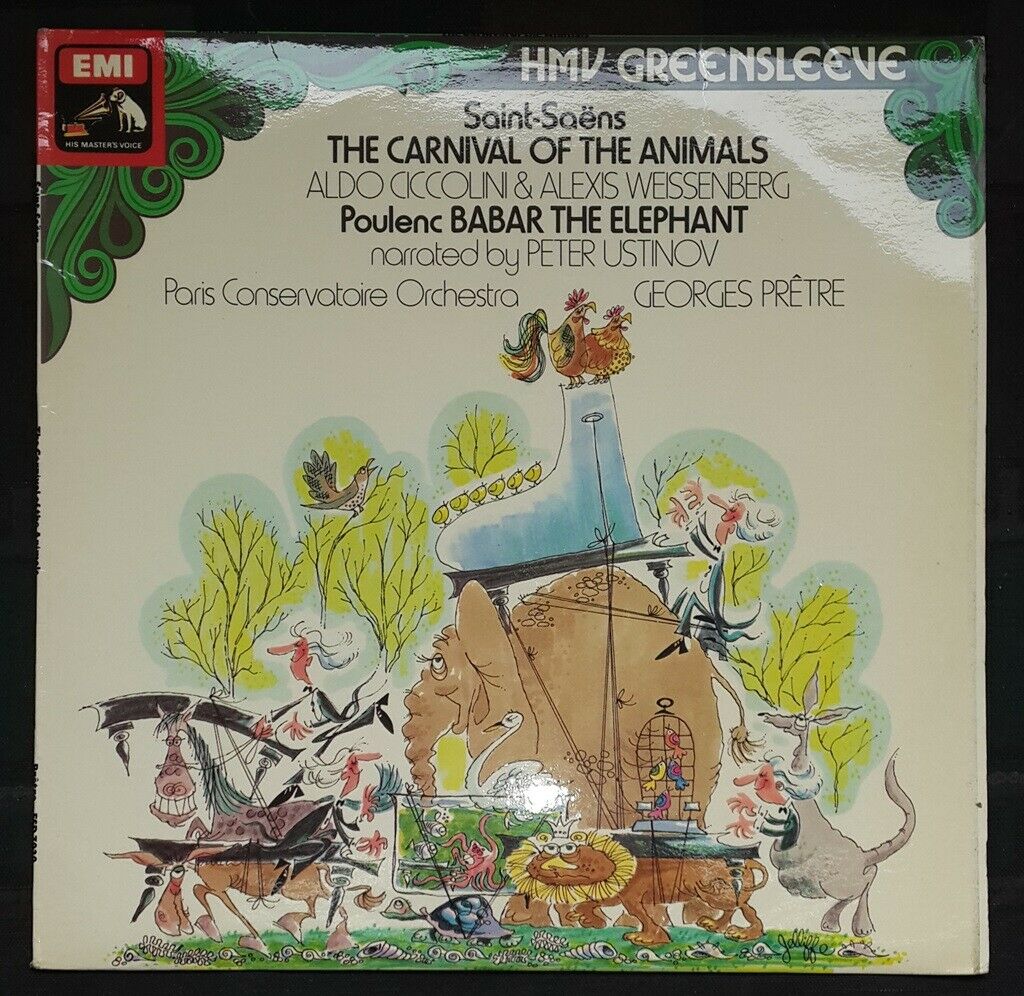 EMI
HIS MASTER'S VOICE
HMV GREENSLEEVE
Saint-Saëns
THE CARNIVAL OF THE ANIMALS
ALDO CICCOLINI & ALEXIS WEISSENBERG
Poulenc BABAR THE ELEPHANT
narrated by PETER USTINOV
Paris Conservatoire Orchestra GEORGES PRÊTRE
Jolliffe